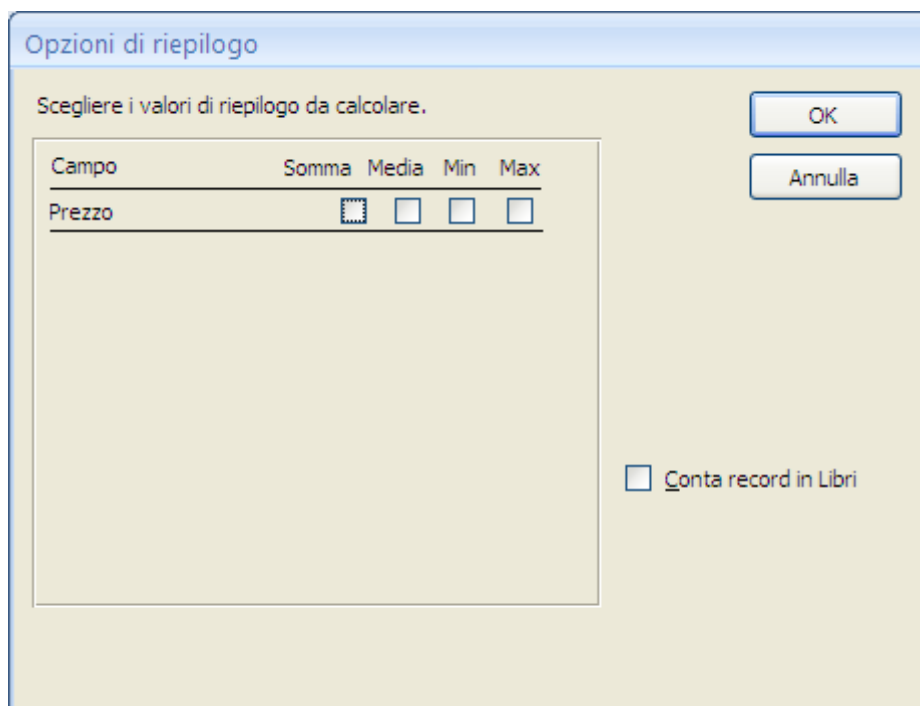 Opzioni di riepilogo
Scegliere i valori di riepilogo da calcolare.
OK
Annulla
Campo Somma Media Min Max
Prezzo
Conta record in Libri